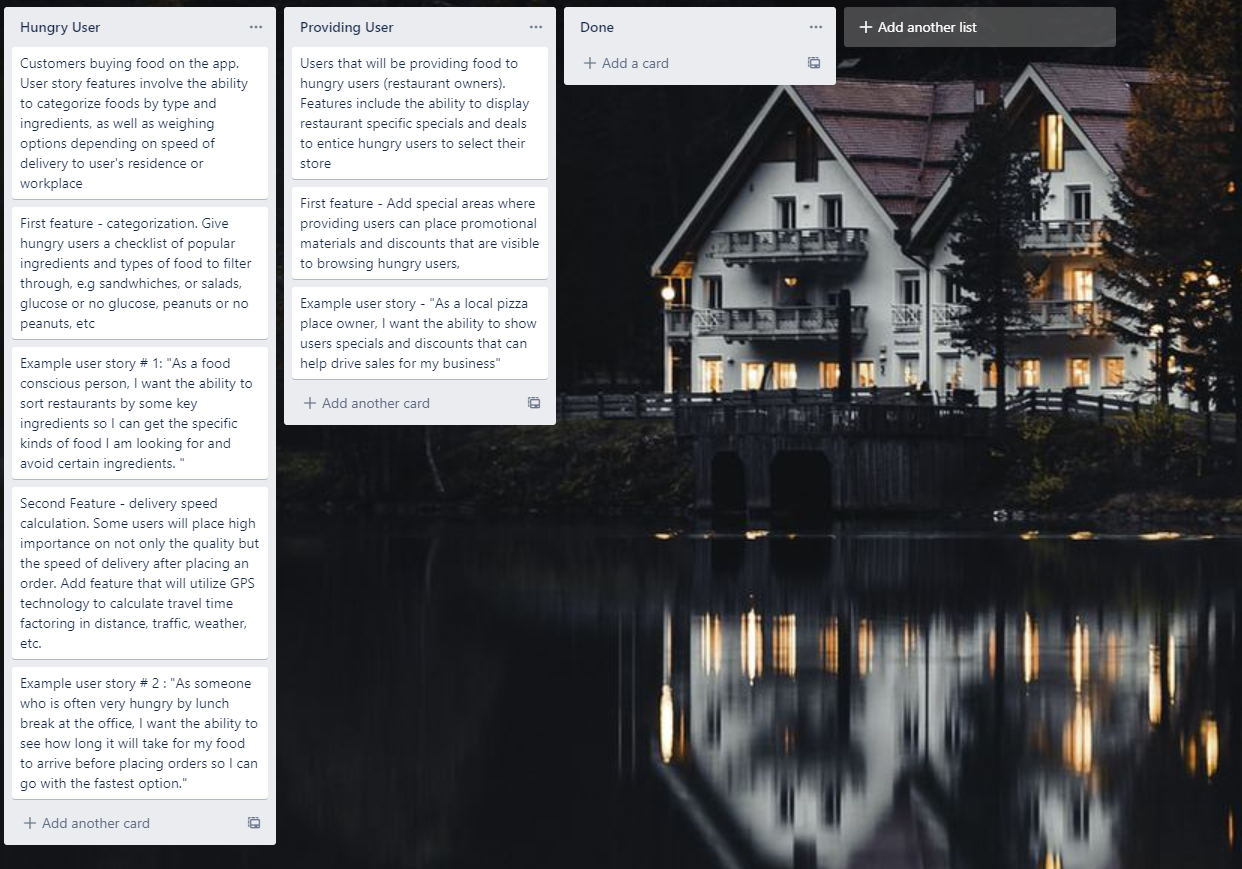 Hungry User
Customers buying food on the app.
User story features involve the ability
to categorize foods by type and
ingredients, as well as weighing
options depending on speed of
delivery to user's residence or
workplace
First feature - categorization. Give
hungry users a checklist of popular
ingredients and types of food to filter
through, e.g sandwhiches, or salads,
glucose or no glucose, peanuts or no
peanuts, etc
Example user story # 1: "As a food
conscious person, I want the ability to
sort restaurants by some key
ingredients so I can get the specific
kinds of food I am looking for and
avoid certain ingredients. "
Second Feature - delivery speed
calculation. Some users will place high
importance on not only the quality but
the speed of delivery after placing an
order. Add feature that will utilize GPS
technology to calculate travel time
factoring in distance, traffic, weather,
etc.
Example user story # 2 : "As someone
who is often very hungry by lunch
break at the office, I want the ability to
see how long it will take for my food
to arrive before placing orders so I can
go with the fastest option."
+ Add another card
Providing User
Users that will be providing food to
hungry users (restaurant owners).
Features include the ability to display
restaurant specific specials and deals
to entice hungry users to select their
store
First feature - Add special areas where
providing users can place promotional
materials and discounts that are visible
to browsing hungry users,
Example user story - "As a local pizza
place owner, I want the ability to show
users specials and discounts that can
help drive sales for my business"
+ Add another card
Done
+ Add a card
+ Add another list
Restaurant
HOT